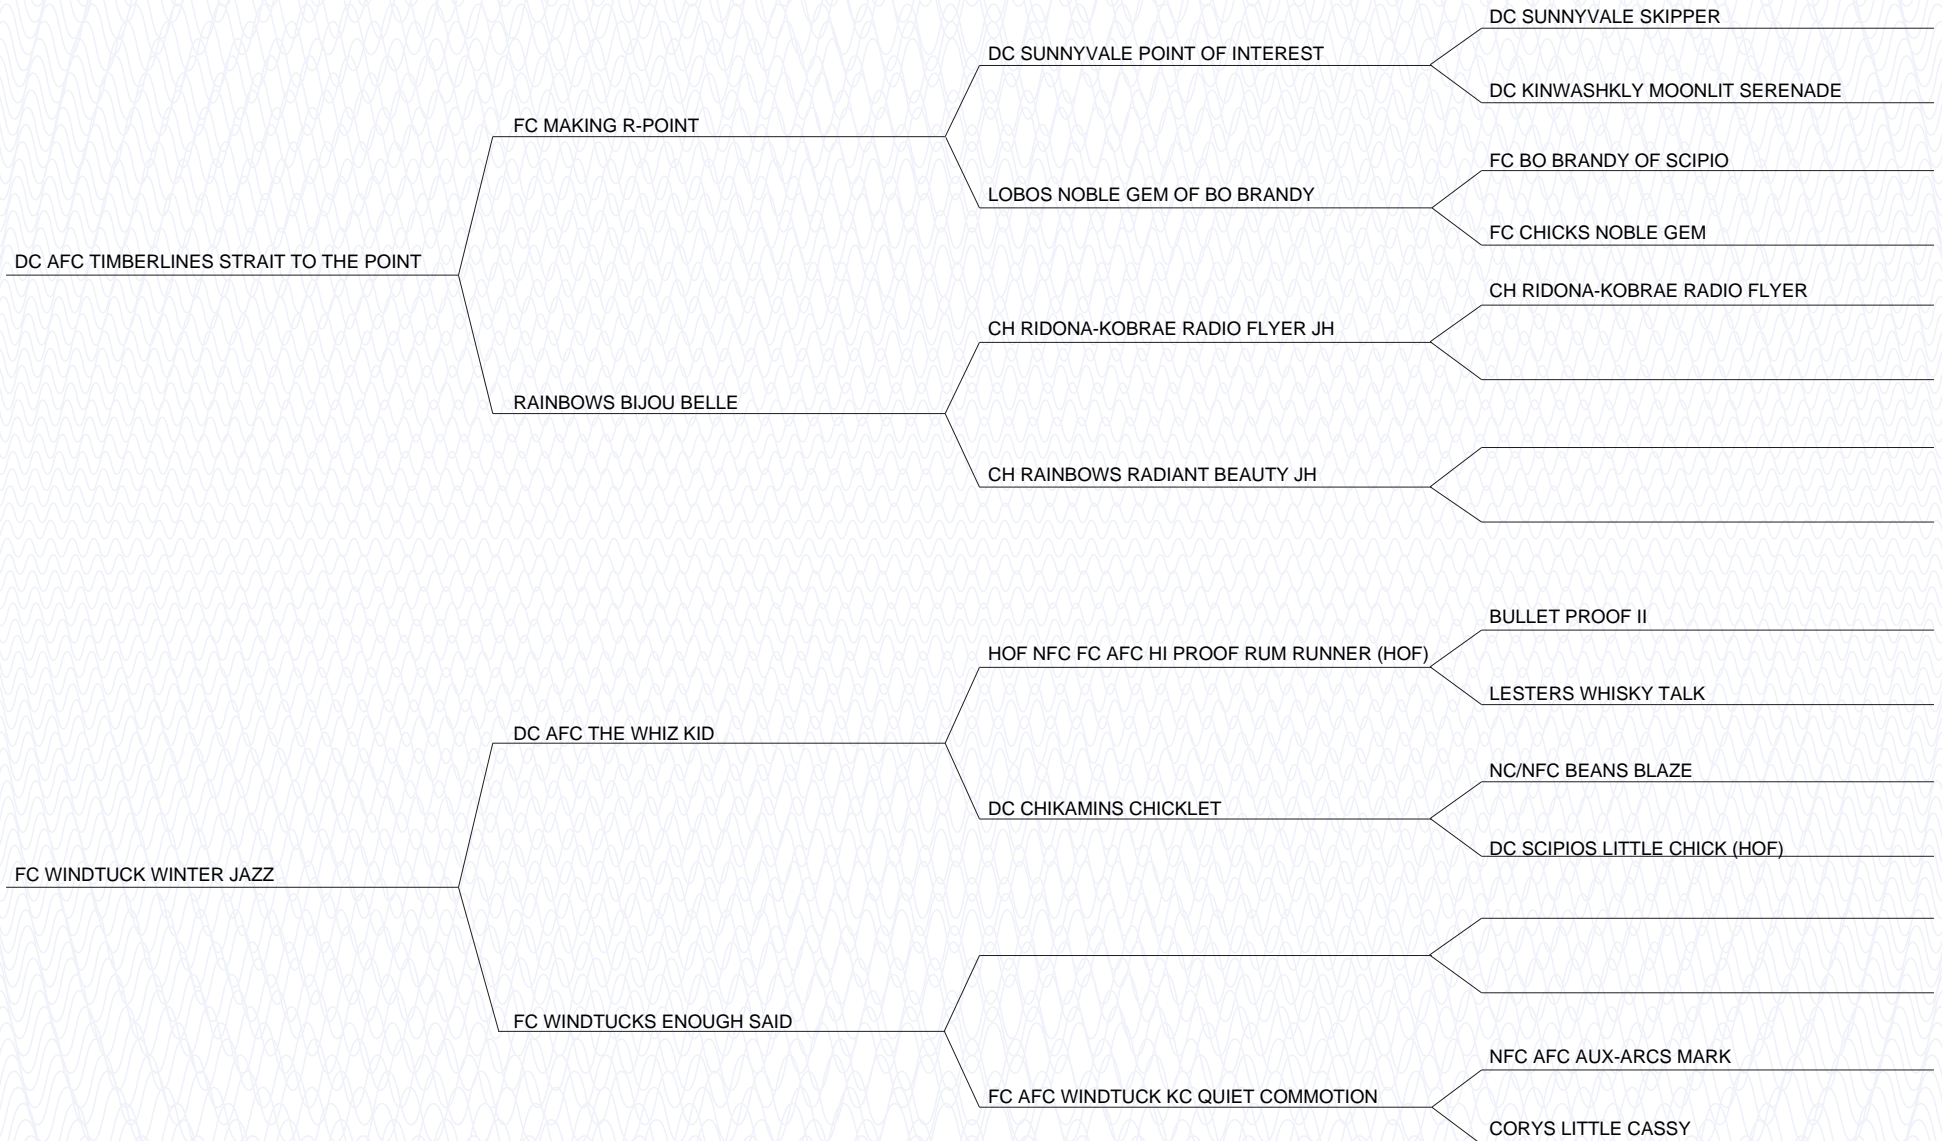 DC SUNNYVALE SKIPPER
DC SUNNYVALE POINT OF INTEREST
DC KINWASHKLY MOONLIT SERENADE
FC MAKING R-POINT
FC BO BRANDY OF SCIPIO
LOBOS NOBLE GEM OF BO BRANDY
FC CHICKS NOBLE GEM
DC AFC TIMBERLINES STRAIT TO THE POINT
CH RIDONA-KOBRAE RADIO FLYER
CH RIDONA-KOBRAE RADIO FLYER JH
RAINBOWS BIJOU BELLE
CH RAINBOWS RADIANT BEAUTY JH
BULLET PROOF II
HOF NFC FC AFC HI PROOF RUM RUNNER (HOF)
LESTERS WHISKY TALK
DC AFC THE WHIZ KID
NC/NFC BEANS BLAZE
DC CHIKAMINS CHICKLET
DC SCIPIOS LITTLE CHICK (HOF)
FC WINDTUCK WINTER JAZZ
FC WINDTUCKS ENOUGH SAID
NFC AFC AUX-ARCS MARK
FC AFC WINDTUCK KC QUIET COMMOTION
CORYS LITTLE CASSY